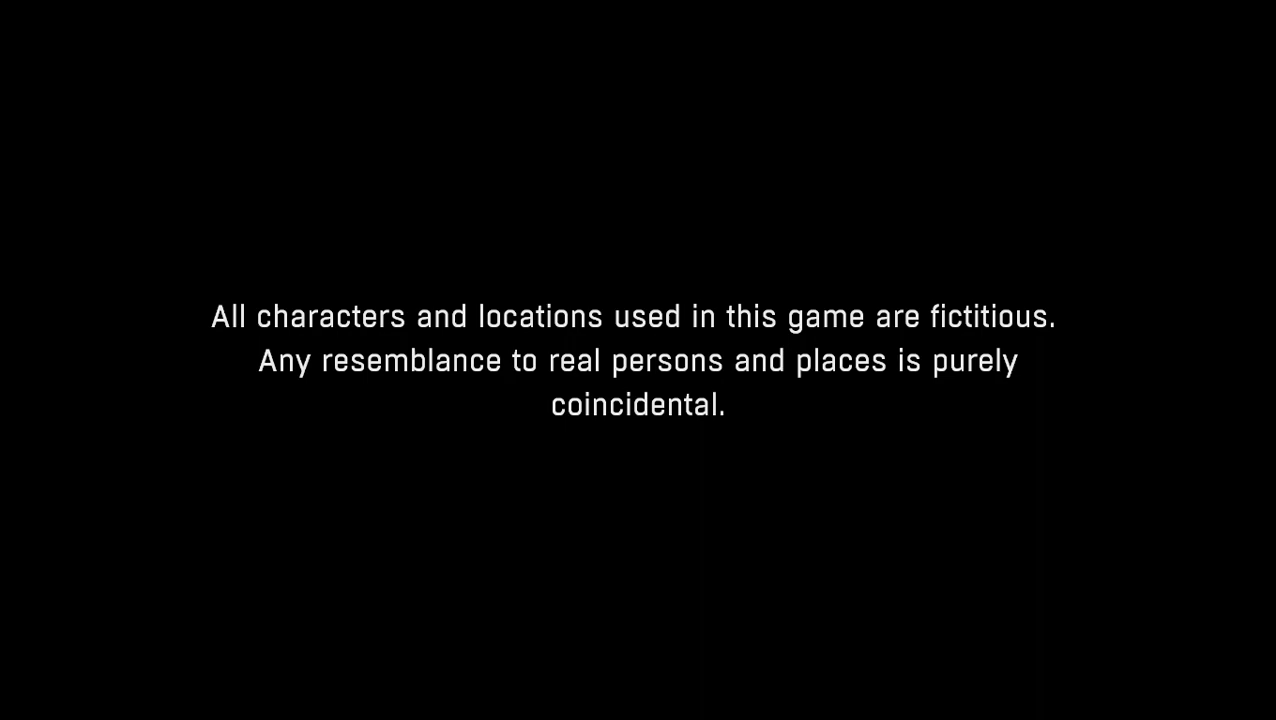 All characters and locations used in this game are fictitious.
Any resemblance to real persons and places is purely
coincidental.